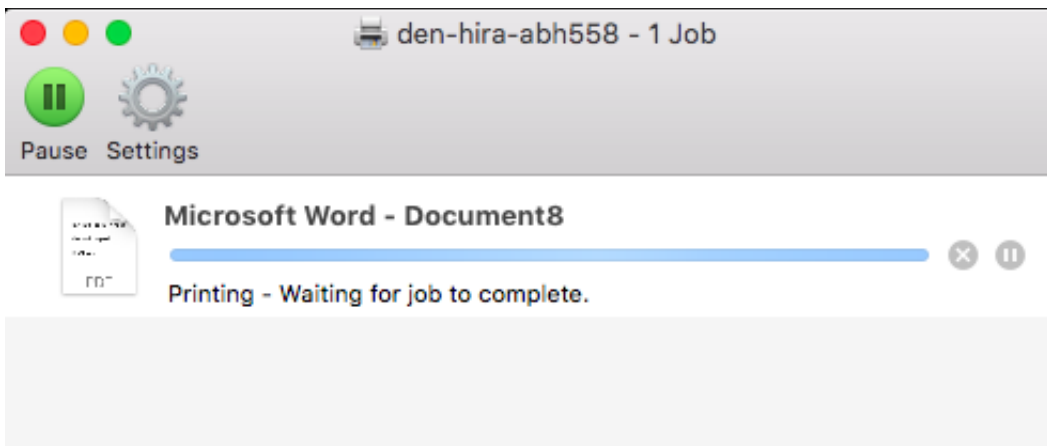 den-hira-abh558 - 1 Job
Pause Settings
Microsoft Word - Document8
Printing - Waiting for job to complete.